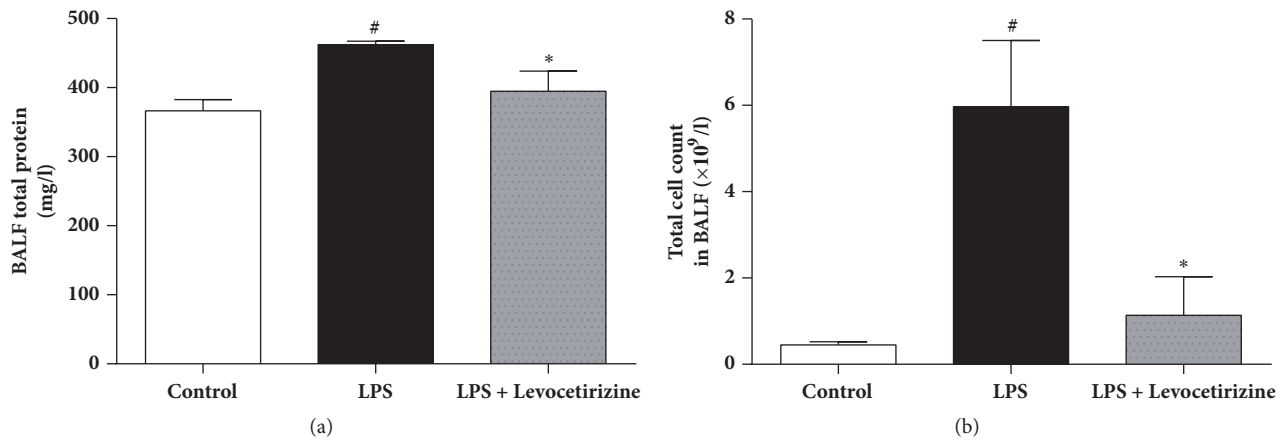 500
400
300
200
100
0
BALF total protein
(mg/l)
#
*
Control
LPS
LPS + Levocetirizine
(a)
8
6
4
2
0
Total cell count
in BALF (×10⁹/l)
#
*
Control
LPS
LPS + Levocetirizine
(b)